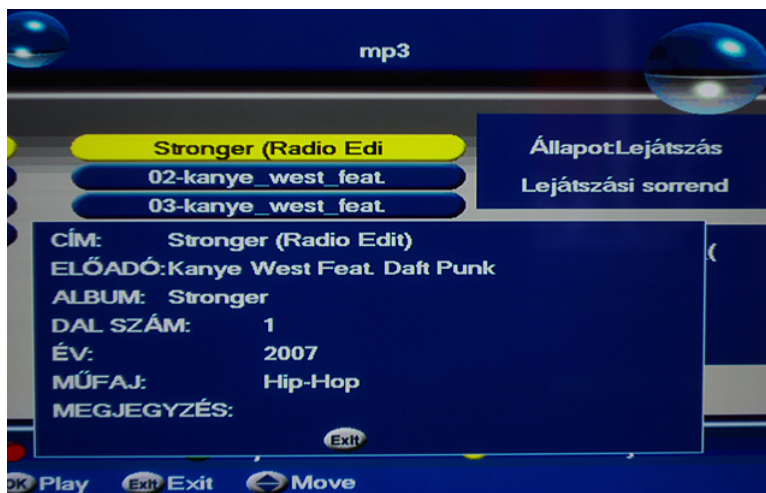 mp3
Stronger (Radio Edi
02-kanye_west_feat.
03-kanye_west_feat.
Állapot:Lejátszás
Lejátszási sorrend
CÍM: Stronger (Radio Edit)
ELŐADÓ:Kanye West Feat. Daft Punk
ALBUM: Stronger
DAL SZÁM: 1
ÉV: 2007
MŰFAJ: Hip-Hop
MEGJEGYZÉS:
Exit
OK Play Exit Exit Move